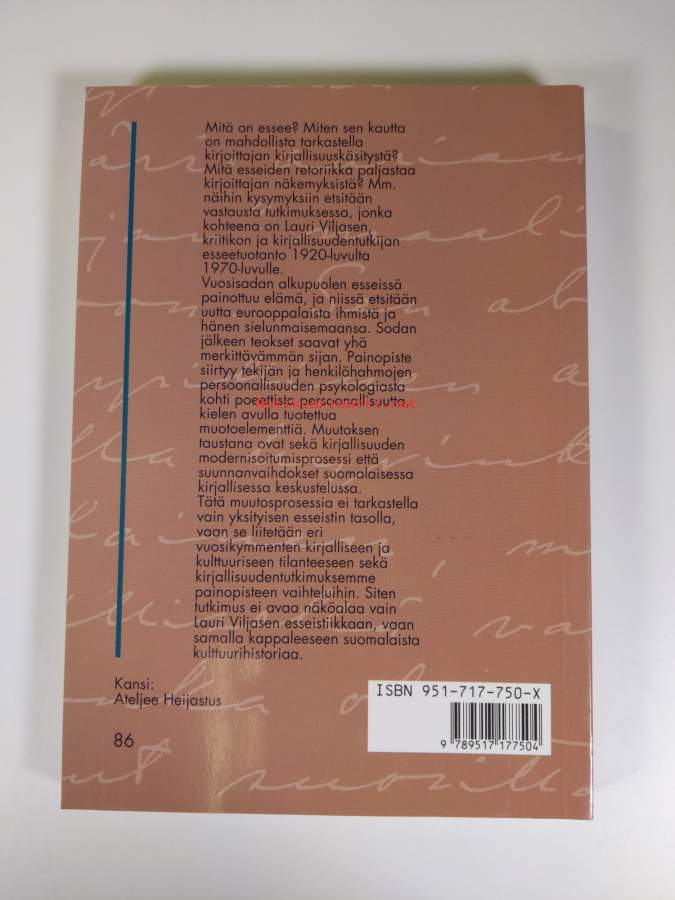 Mitä on essee? Miten sen kautta
on mahdollista tarkastella
kirjoittajan kirjallisuuskäsitystä?
Mitä esseiden retoriikka paljastaa
kirjoittajan näkemyksistä? Mm.
näihin kysymyksiin etsitään
vastausta tutkimuksessa, jonka
kohteena on Lauri Viljasen,
kriitikon ja kirjallisuudentutkijan
esseetuotanto 1920-luvulta
1970-luvulle.
Vuosisadan alkupuolen esseissä
painottuu elämä, ja niissä etsitään
uutta eurooppalaista ihmistä ja
hänen sielunmaisemaansa. Sodan
jälkeen teokset saavat yhä
merkittävämmän sijan. Painopiste
siirtyy tekijän ja henkilöhahmojen
persoonallisuuden psykologiasta
kohti poeettista persoonallisuutta,
kielen avulla tuotettua
muotoelementtiä. Muutoksen
taustana ovat sekä kirjallisuuden
modernisoitumisprosessi että
suunnanvaihdokset suomalaisessa
kirjallisessa keskustelussa.
Tätä muutosprosessia ei tarkastella
vain yksityisen esseistin tasolla,
vaan se liitetään eri
vuosikymmenten kirjalliseen ja
kulttuuriseen tilanteeseen sekä
kirjallisuudentutkimuksemme
painopisteen vaihteluihin. Siten
tutkimus ei avaa näköalaa vain
Lauri Viljasen esseistiikkaan, vaan
samalla kappaleeseen suomalaista
kulttuurihistoriaa.
Kansi:
Ateljee Heijastus
86
ISBN 951-717-750-X
9 789517 177504